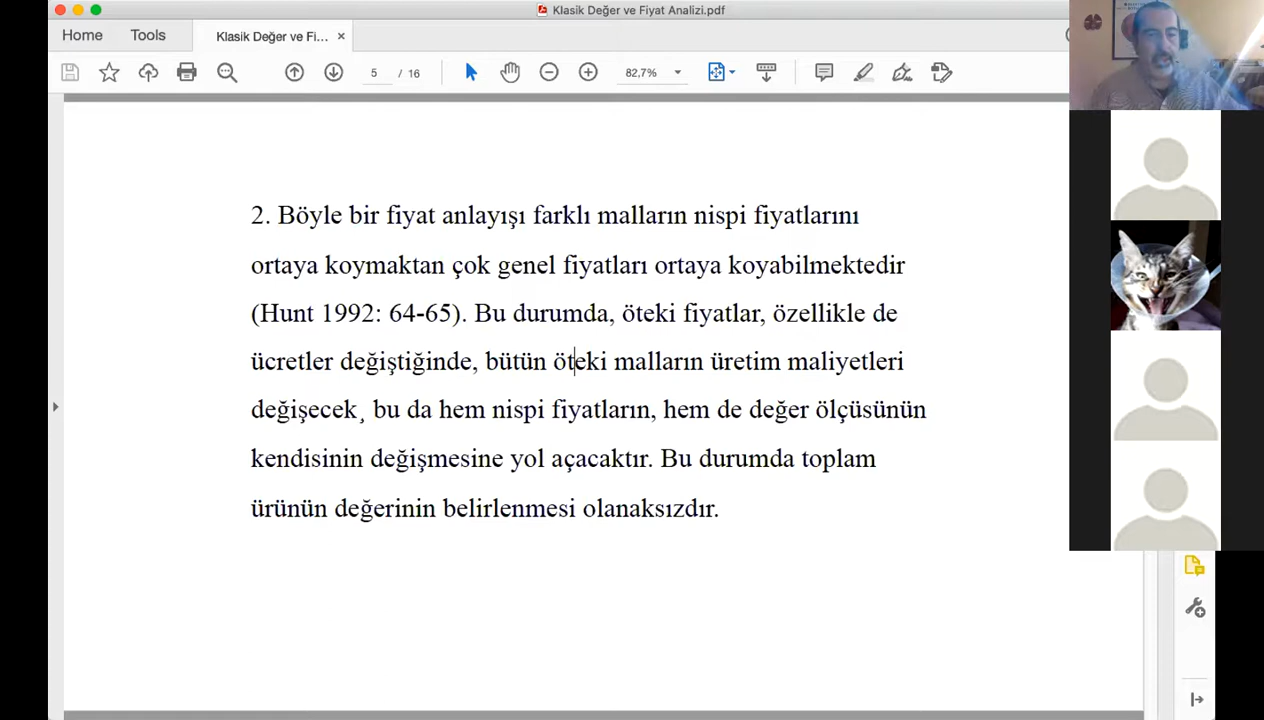 Klasik Değer ve Fiyat Analizi.pdf
Home Tools Klasik Değer ve Fi... ×
5 / 16 82,7%
2. Böyle bir fiyat anlayışı farklı malların nispi fiyatlarını
ortaya koymaktan çok genel fiyatları ortaya koyabilmektedir
(Hunt 1992: 64-65). Bu durumda, öteki fiyatlar, özellikle de
ücretler değiştiğinde, bütün öteki malların üretim maliyetleri
değişecek¸ bu da hem nispi fiyatların, hem de değer ölçüsünün
kendisinin değişmesine yol açacaktır. Bu durumda toplam
ürünün değerinin belirlenmesi olanaksızdır.